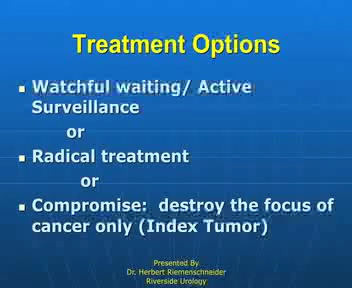 Treatment Options
Watchful waiting/ Active
Surveillance
or
Radical treatment
or
Compromise: destroy the focus of
cancer only (Index Tumor)
Presented By
Dr. Herbert Riemenschneider
Riverside Urology